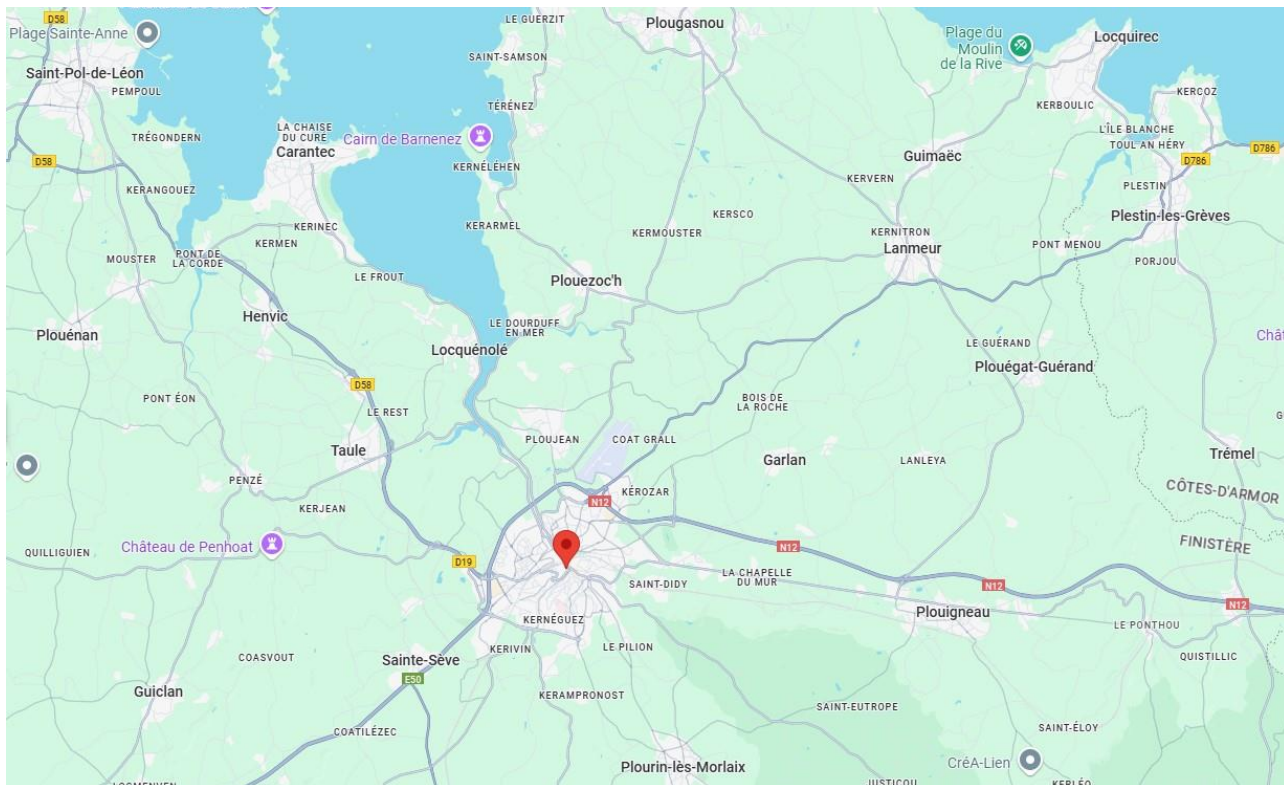 D58
LE GUERZIT
Plougasnou
Plage du
Moulin
de la Rive
Locquirec
Plage Sainte-Anne
Saint-Pol-de-Léon
PEMPOUL
SAINT-SAMSON
KERCOZ
TÉRÉNEZ
KERBOULIC
TRÉGONDERN
LA CHAISE
DU CURE
Carantec
Cairn de Barnenez
L'ÎLE BLANCHE
TOUL AN HÉRY
D786
D786
D58
KERNÉLÉHEN
Guimaëc
KERVERN
KERANGOUEZ
PLESTIN
Plestin-les-Grèves
KERSCO
KERINEC
KERARMEL
KERMOUSTER
KERNITRON
Lanmeur
KERMEN
PONT MENOU
MOUSTER
PONT DE
LA CORDE
PORJOU
LE FROUT
Plouezoc'h
Henvic
LE DOURDUFF
EN MER
Plouénan
Locquénolé
LE GUÉRAND
Plouégat-Guérand
Chât
D58
PONT ÉON
LE REST
BOIS DE
LA ROCHE
G
PLOUJEAN
COAT GRALL
Taule
Garlan
LANLEYA
Trémel
PENZÉ
KÉROZAR
CÔTES-D'ARMOR
KERJEAN
N12
QUILLIGUIEN
Château de Penhoat
N12
FINISTÈRE
D19
LA CHAPELLE
DU MUR
SAINT-DIDY
N12
N12
Plouigneau
KERNÉGUEZ
LE PONTHOU
COASVOUT
Sainte-Sève
KERIVIN
LE PILION
QUISTILLIC
E50
Guiclan
KERAMPRONOST
SAINT-EUTROPE
COATILÉZEC
SAINT-ÉLOY
Plourin-lès-Morlaix
CréA-Lien
LOCMENVEN
JUSTICOU
KERLÉO